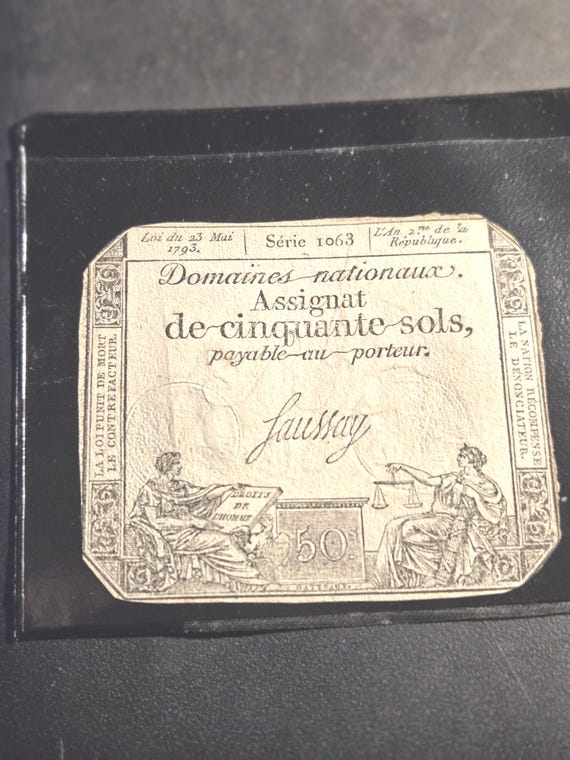 Loi du 23 Mai
1793.
Série 1063
L'An 2.me de la
République.
Domaines nationaux.
Assignat
de cinquante sols,
payable au porteur.
LA LOI PUNIT DE MORT
LE CONTREFACTEUR.
LA NATION RÉCOMPENSE
LE DÉNONCIATEUR.
Saussay
DROITS
DE
L'HOMME
50s
GATTEAUX